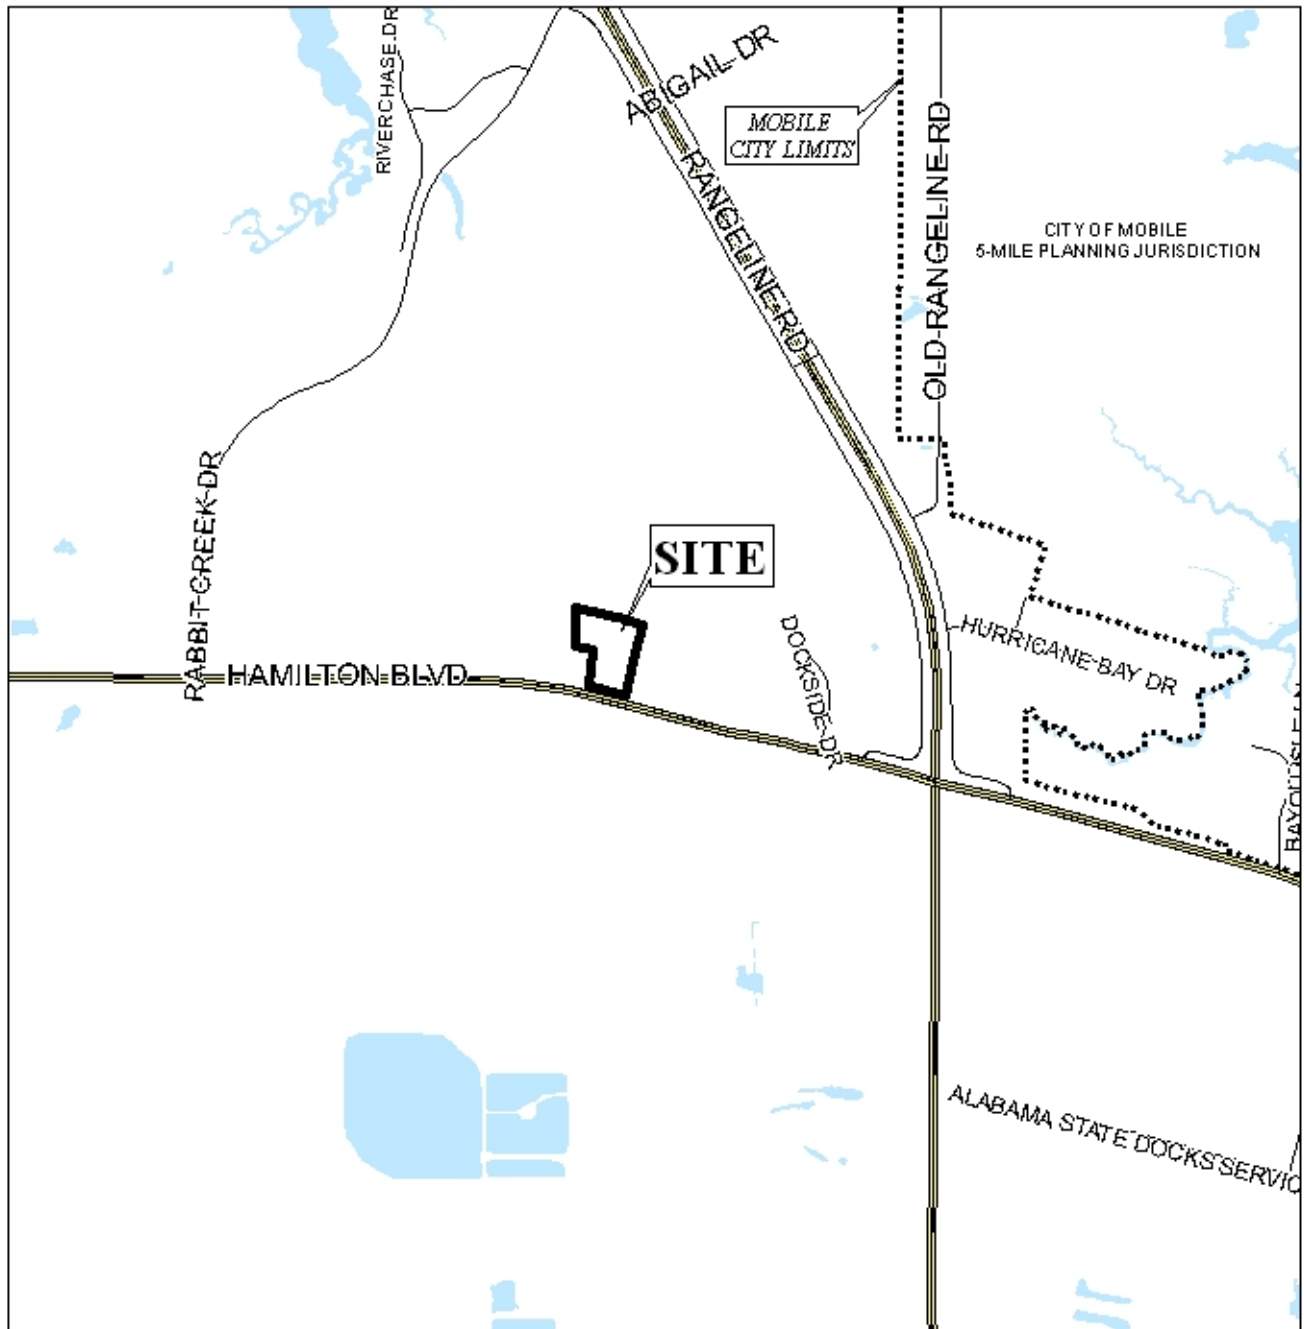 RIVERCHASE DR
ABIGAIL DR
MOBILE
CITY LIMITS
RANGELINE RD
OLD RANGELINE RD
CITY OF MOBILE
5-MILE PLANNING JURISDICTION
RABBIT CREEK DR
SITE
DOCKSIDE DR
HURRICANE BAY DR
HAMILTON BLVD
ALABAMA STATE DOCKS SERVIC